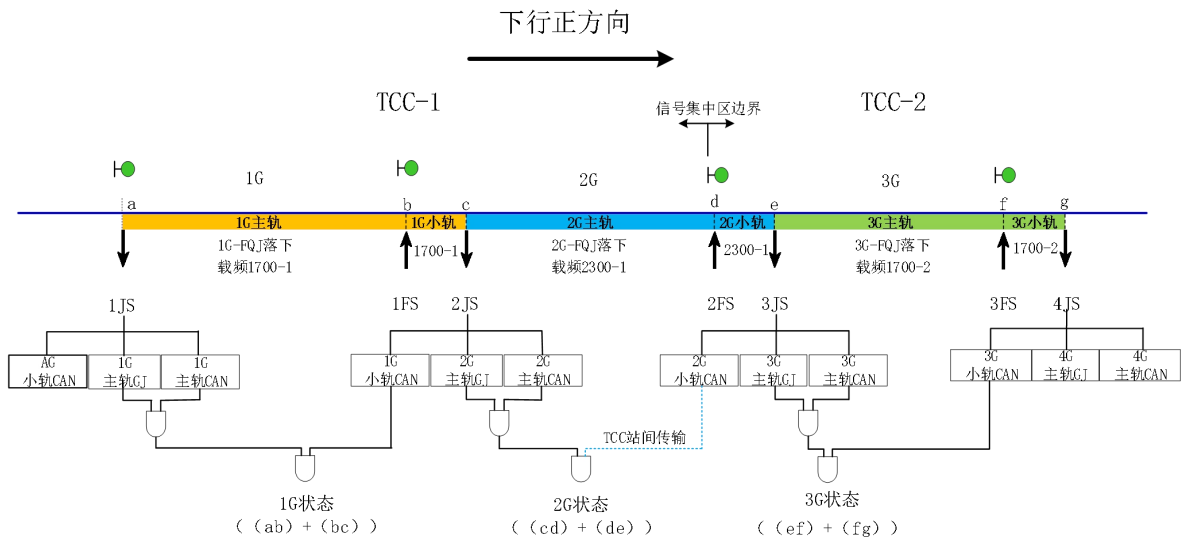 下行正方向
TCC-1
TCC-2
信号集中区边界
1G
2G
3G
a
b
c
d
e
f
g
1G主轨
1G小轨
2G主轨
2G小轨
3G主轨
3G小轨
1G-FQJ落下
载频1700-1
1700-1
2G-FQJ落下
载频2300-1
2300-1
3G-FQJ落下
载频1700-2
1700-2
1JS
1FS
2JS
2FS
3JS
3FS
4JS
AG
小轨CAN
1G
主轨GJ
1G
主轨CAN
1G
小轨CAN
2G
主轨GJ
2G
主轨CAN
2G
小轨CAN
3G
主轨GJ
3G
主轨CAN
3G
小轨CAN
4G
主轨GJ
4G
主轨CAN
TCC站间传输
1G状态
((ab)+(bc))
2G状态
((cd)+(de))
3G状态
((ef)+(fg))